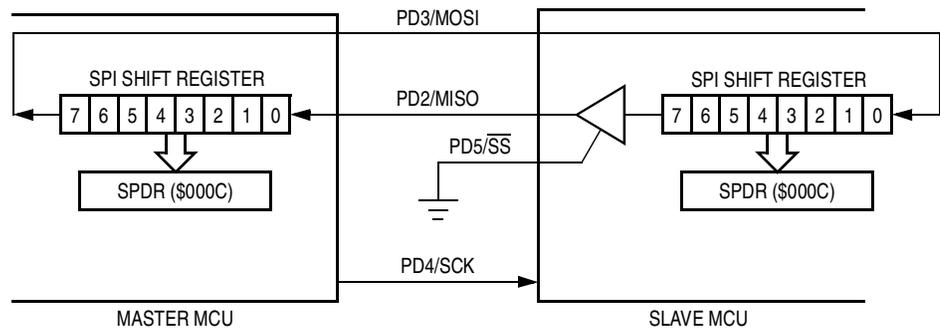 PD3/MOSI
SPI SHIFT REGISTER
7 6 5 4 3 2 1 0
SPDR ($000C)
PD2/MISO
PD5/S̅S̅
PD4/SCK
SPI SHIFT REGISTER
7 6 5 4 3 2 1 0
SPDR ($000C)
MASTER MCU
SLAVE MCU